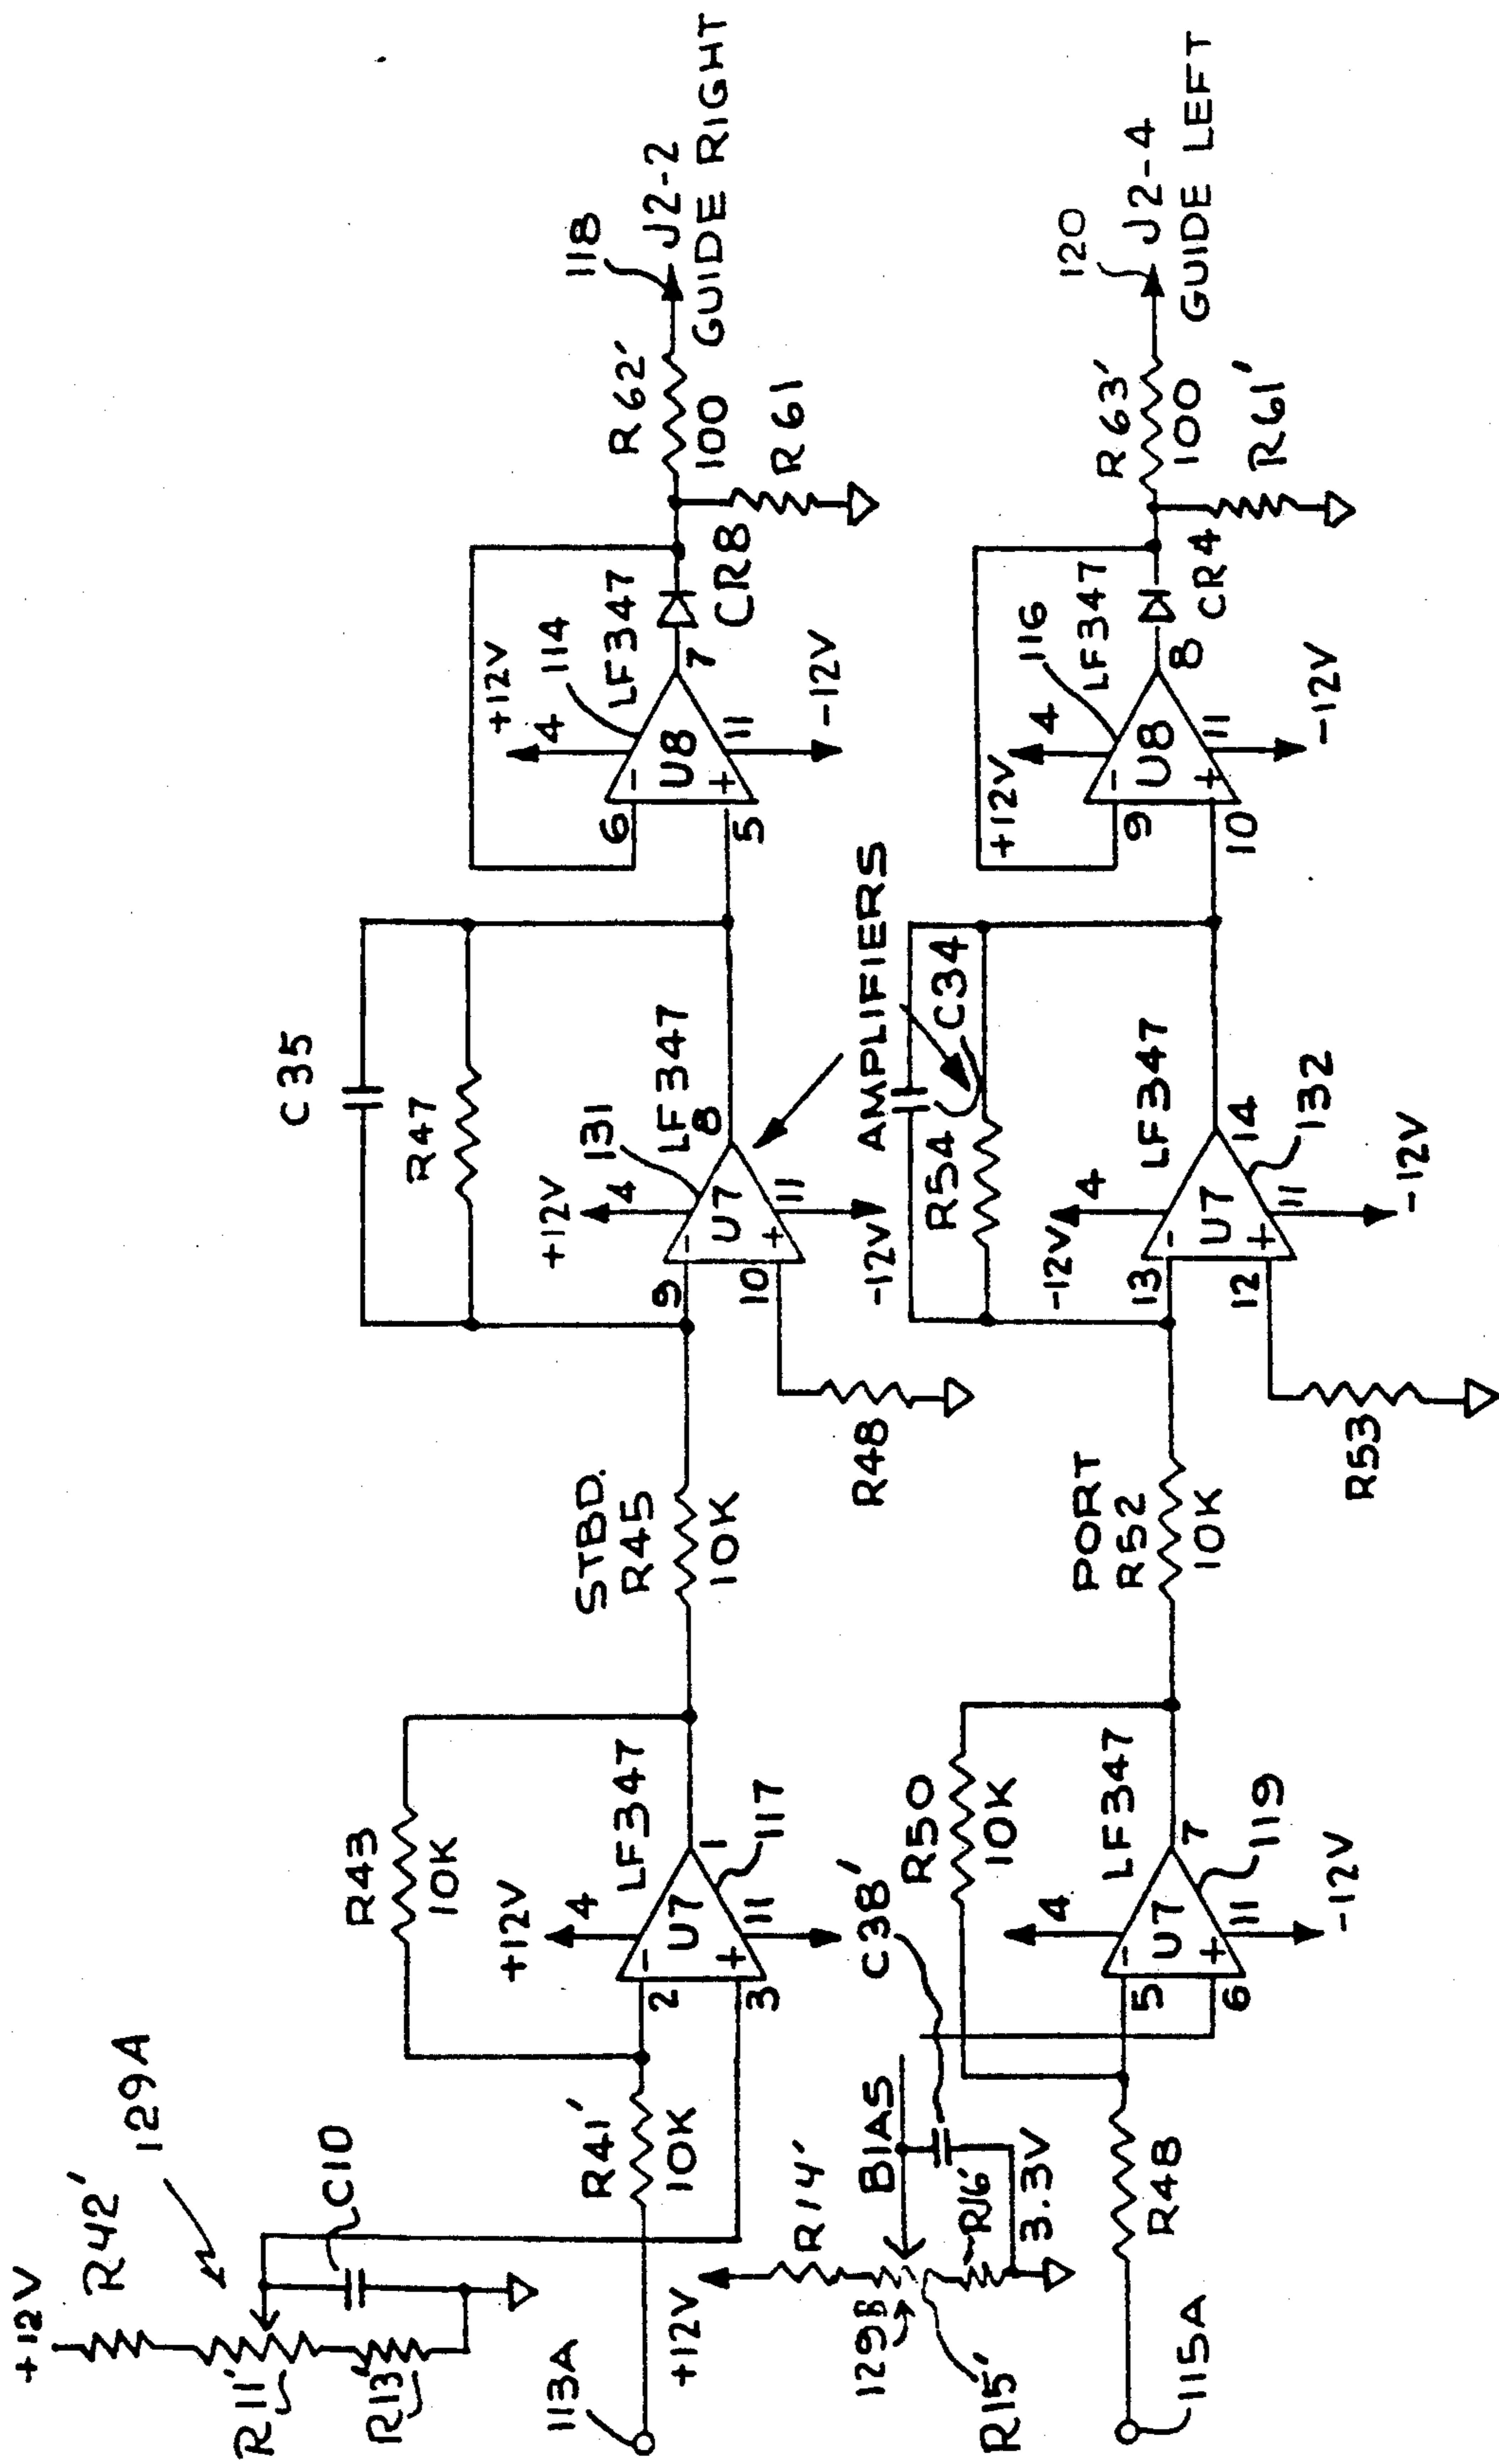 +12V
R42'
129A
R11'
R13'
C10
113A
R41'
10K
R43
10K
+12V
4
LF347
2
3
U7
-
+
1
11
117
STBD.
R45
10K
C35
R47
+12V
4
131
LF347
8
9
10
U7
-
+
11
-12V
R48
AMPLIFIERS
+12V
4
114
LF347
6
5
U8
-
+
7
11
-12V
CR8
R62'
100
R61
118
J2-2
GUIDE RIGHT
+12V
R14'
BIAS
C38'
129B
R16'
R15'
3.3V
115A
R48
R50
10K
4
LF347
5
6
U7
-
+
7
11
119
-12V
PORT
R52
10K
R54
C34
-12V
4
LF347
13
12
U7
-
+
14
11
132
-12V
R53
+12V
4
116
LF347
9
10
U8
-
+
8
11
-12V
CR4
R63'
100
R61'
120
J2-4
GUIDE LEFT